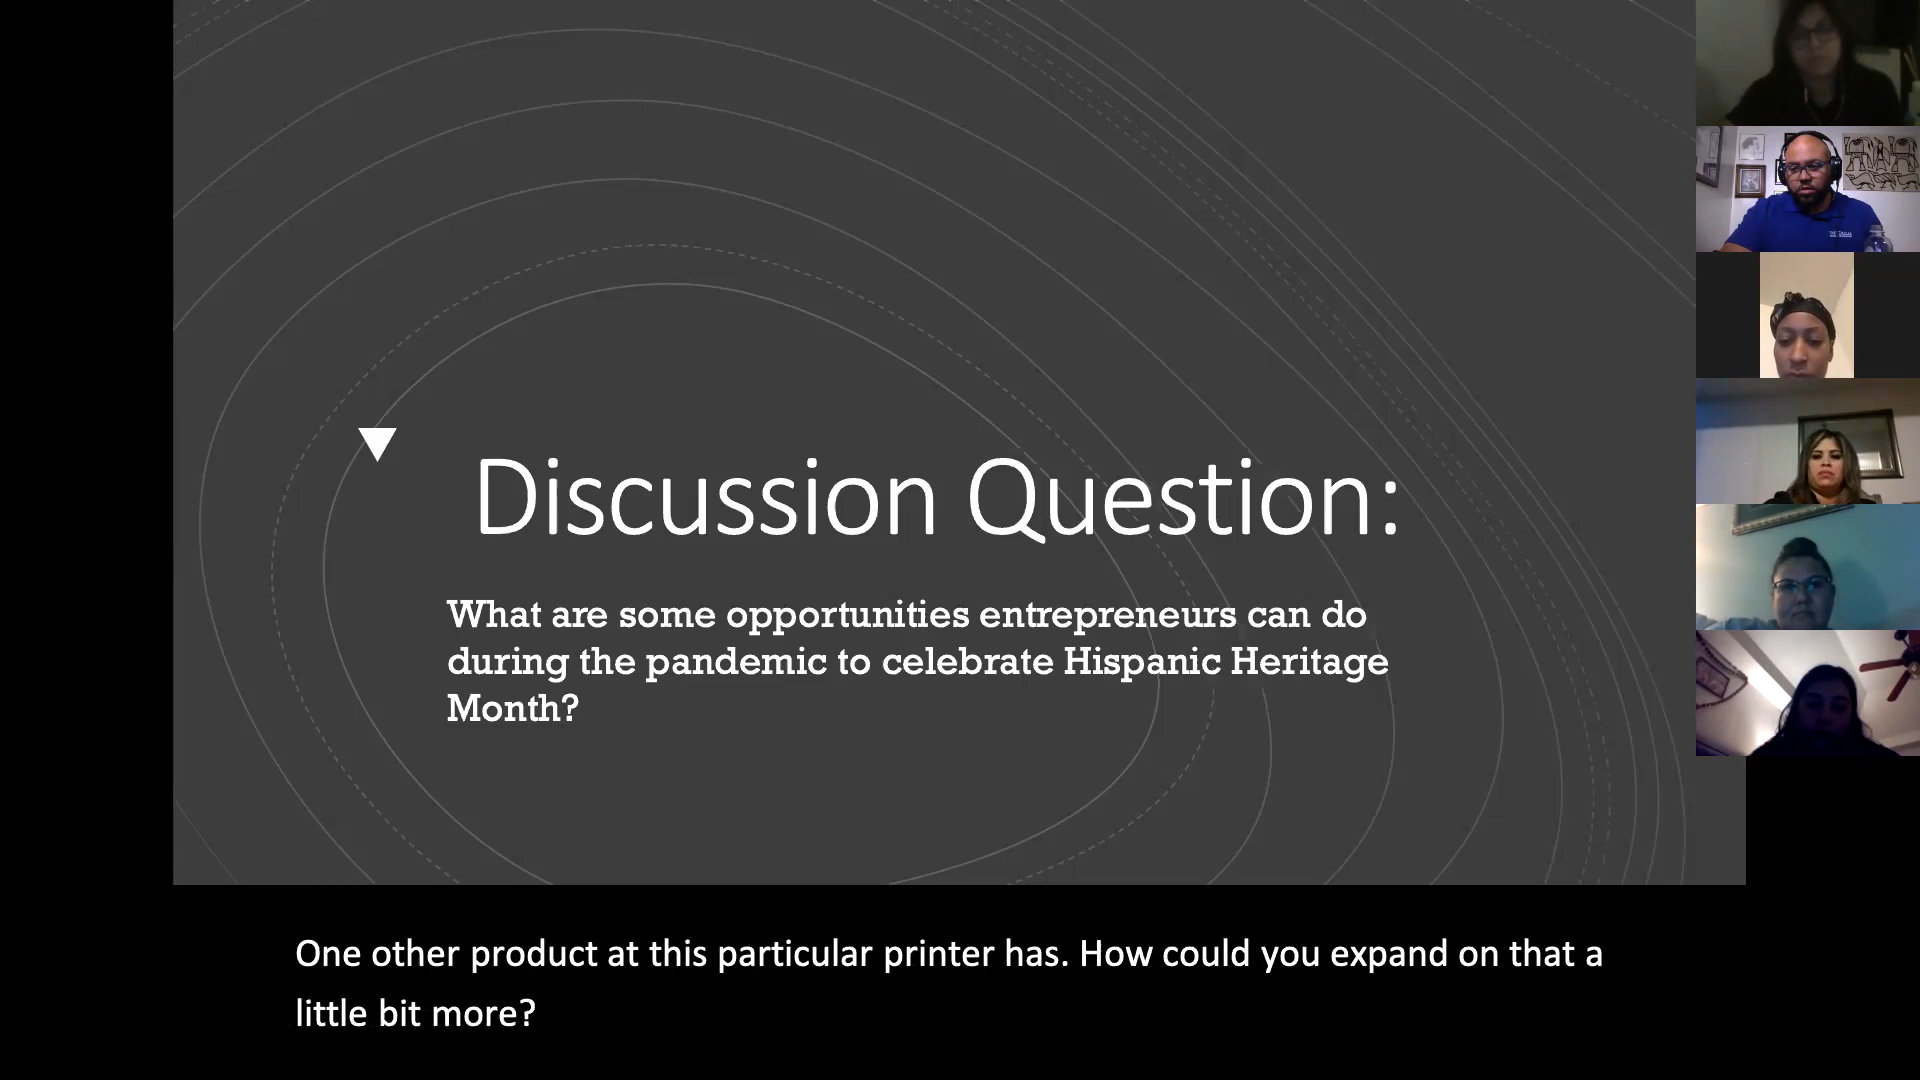 Discussion Question:
What are some opportunities entrepreneurs can do
during the pandemic to celebrate Hispanic Heritage
Month?
One other product at this particular printer has. How could you expand on that a
little bit more?